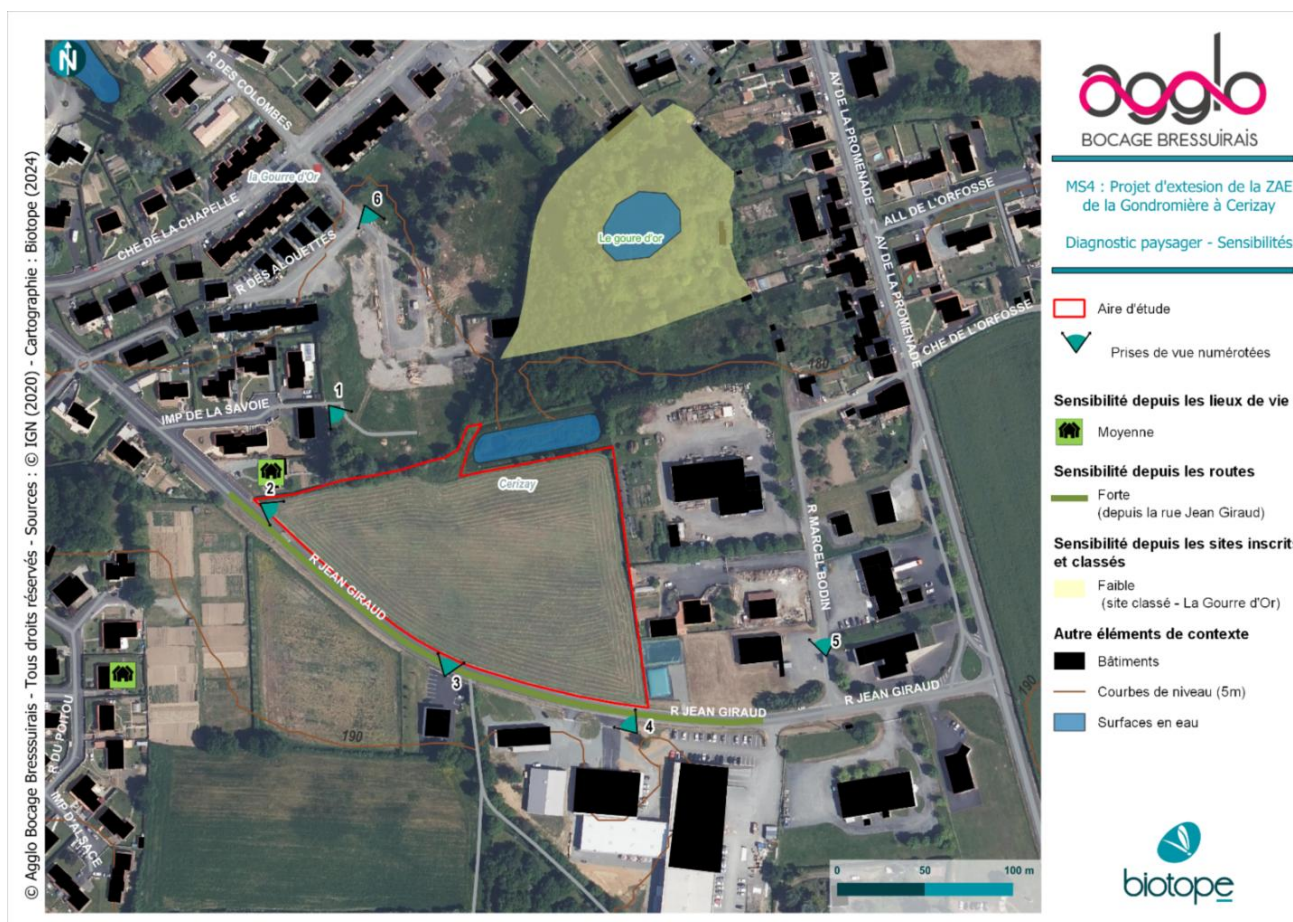 © Agglo Bocage Bresssuirais - Tous droits réservés - Sources : © IGN (2020) - Cartographie : Biotope (2024)
N
R DES COLOMBES
la Gourre d'Or
CHE DE LA CHAPELLE
R DES ALOUETTES
6
Le goure d'or
AV DE LA PROMENADE
ALL DE L'ORFOSSE
AV DE LA PROMENADE
CHE DE L'ORFOSSE
180
1
IMP DE LA SAVOIE
2
Cerizay
R JEAN GIRAUD
R MARCEL BODIN
5
3
R JEAN GIRAUD
R JEAN GIRAUD
4
190
190
R DU POITOU
IMP D'ALSACE
0 50 100 m
agglo
BOCAGE BRESSUIRAIS
MS4 : Projet d'extesion de la ZAE
de la Gondromière à Cerizay
Diagnostic paysager - Sensibilités
Aire d'étude
Prises de vue numérotées
Sensibilité depuis les lieux de vie
Moyenne
Sensibilité depuis les routes
Forte
(depuis la rue Jean Giraud)
Sensibilité depuis les sites inscrits
et classés
Faible
(site classé - La Gourre d'Or)
Autre éléments de contexte
Bâtiments
Courbes de niveau (5m)
Surfaces en eau
biotope